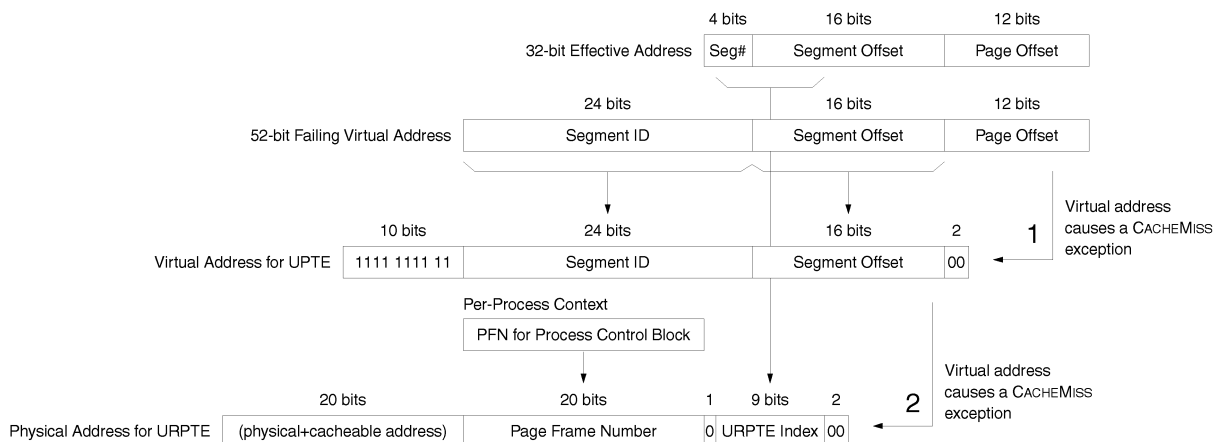 4 bits 16 bits 12 bits
32-bit Effective Address Seg# Segment Offset Page Offset
24 bits 16 bits 12 bits
52-bit Failing Virtual Address Segment ID Segment Offset Page Offset
Virtual address
causes a CACHEMISS
exception
1
10 bits 24 bits 16 bits 2
Virtual Address for UPTE 1111 1111 11 Segment ID Segment Offset 00
Per-Process Context
PFN for Process Control Block
Virtual address
causes a CACHEMISS
exception
2
20 bits 20 bits 1 9 bits 2
Physical Address for URPTE (physical+cacheable address) Page Frame Number 0 URPTE Index 00